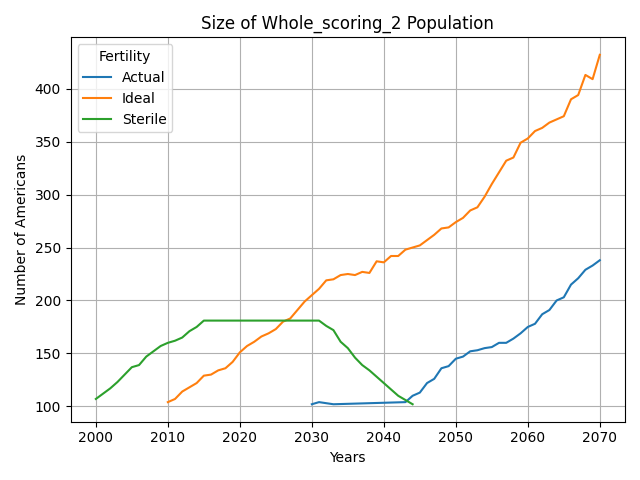 Size of Whole_scoring_2 Population
Fertility
Actual
Ideal
Sterile
Number of Americans
400
350
300
250
200
150
100
2000 2010 2020 2030 2040 2050 2060 2070
Years